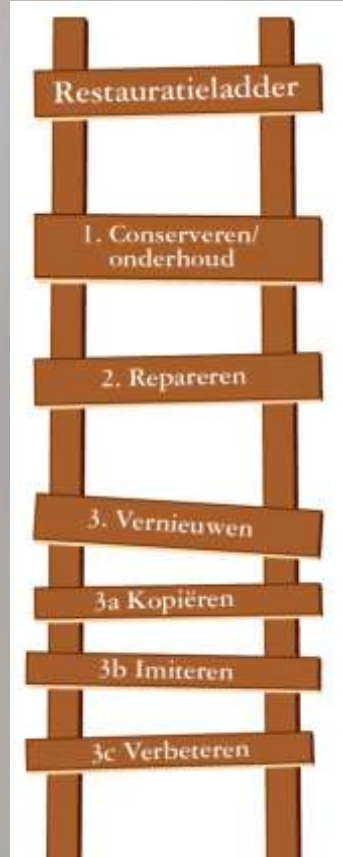 Restauratieladder
1. Conserveren/
onderhoud
2. Repareren
3. Vernieuwen
3a Kopiëren
3b Imiteren
3c Verbeteren